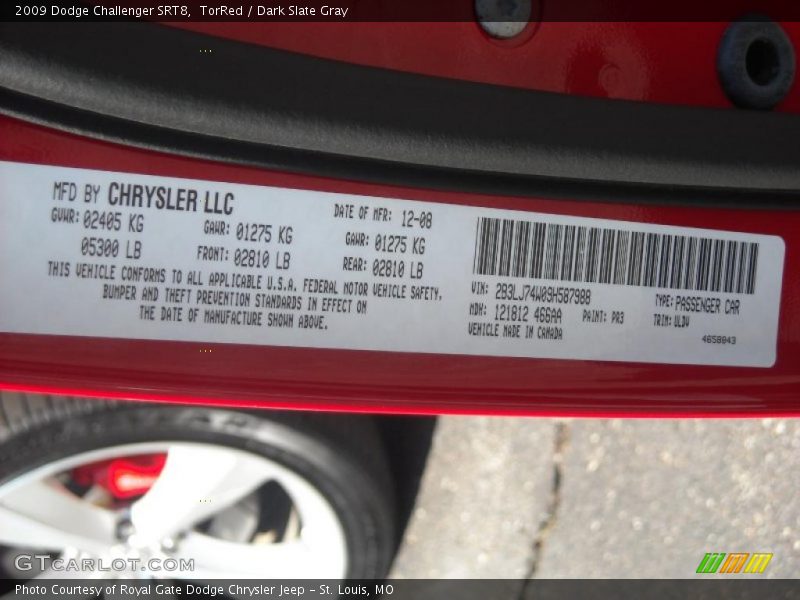 2009 Dodge Challenger SRT8, TorRed / Dark Slate Gray
MFD BY CHRYSLER LLC
DATE OF MFR: 12-08
GVWR: 02405 KG
GAWR: 01275 KG
GAWR: 01275 KG
05300 LB
FRONT: 02810 LB
REAR: 02810 LB
THIS VEHICLE CONFORMS TO ALL APPLICABLE U.S.A. FEDERAL MOTOR VEHICLE SAFETY,
BUMPER AND THEFT PREVENTION STANDARDS IN EFFECT ON
THE DATE OF MANUFACTURE SHOWN ABOVE.
VIN: 2B3LJ74W09H587988
TYPE: PASSENGER CAR
MDH: 121812 466AA
PAINT: PR3
TRIM: ULDV
VEHICLE MADE IN CANADA
4658043
GTCARLOT.COM
Photo Courtesy of Royal Gate Dodge Chrysler Jeep - St. Louis, MO